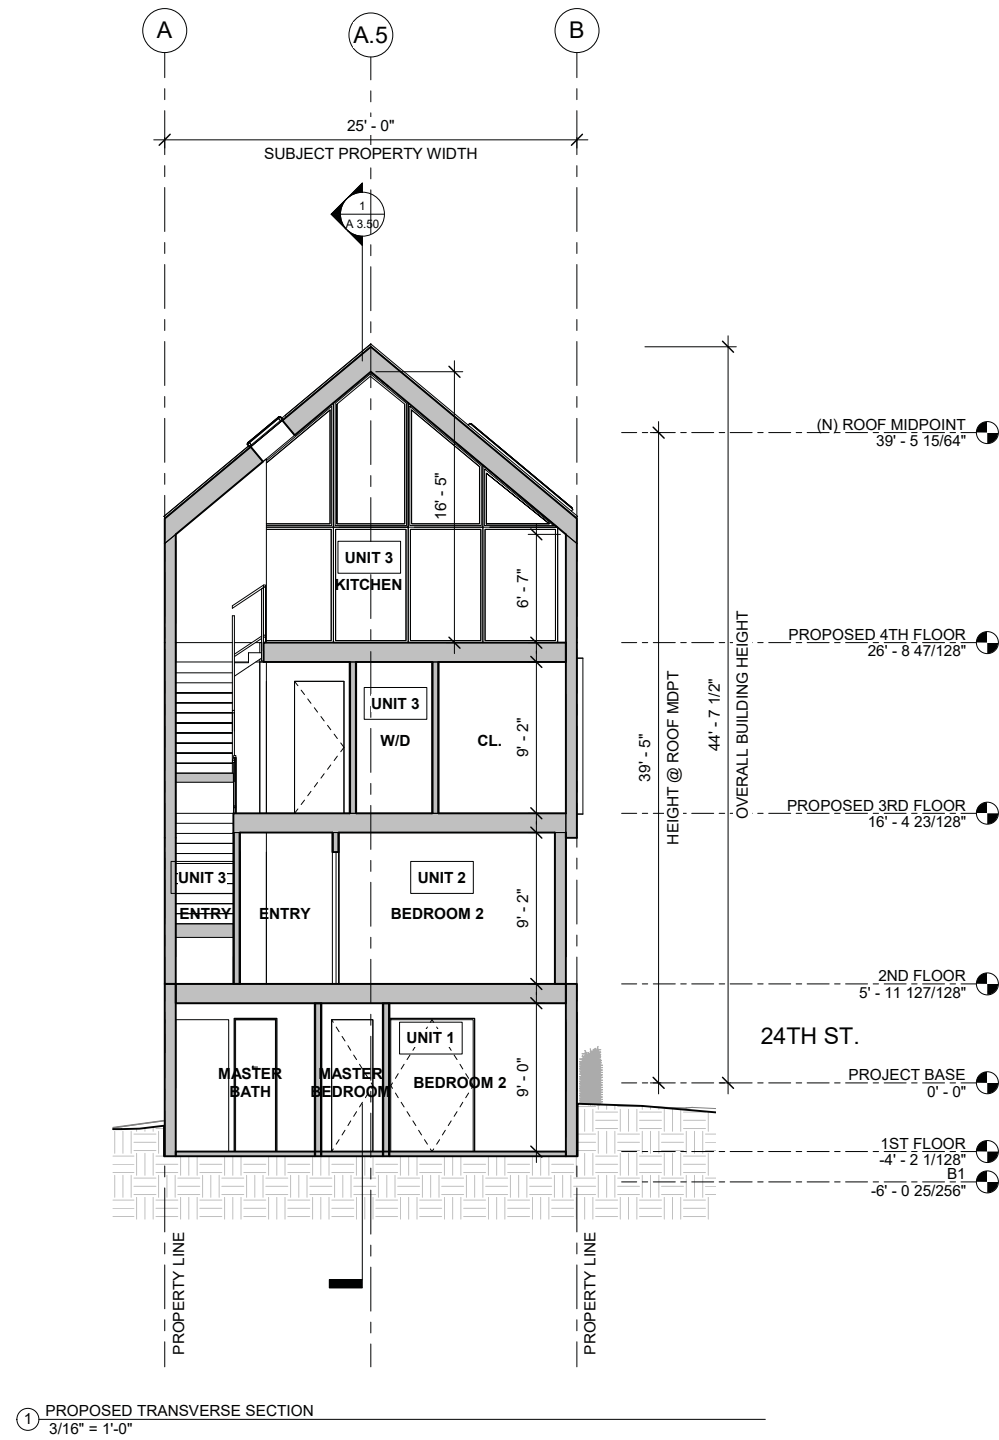 A
A.5
B
25' - 0"
SUBJECT PROPERTY WIDTH
1
A 3.50
(N) ROOF MIDPOINT
39' - 5 15/64"
16' - 5"
UNIT 3
KITCHEN
6' - 7"
PROPOSED 4TH FLOOR
26' - 8 47/128"
39' - 5"
HEIGHT @ ROOF MDPT
44' - 7 1/2"
OVERALL BUILDING HEIGHT
UNIT 3
W/D
CL.
9' - 2"
PROPOSED 3RD FLOOR
16' - 4 23/128"
UNIT 3
ENTRY
ENTRY
UNIT 2
BEDROOM 2
9' - 2"
2ND FLOOR
5' - 11 127/128"
24TH ST.
UNIT 1
MASTER
BATH
MASTER
BEDROOM
BEDROOM 2
9' - 0"
PROJECT BASE
0' - 0"
1ST FLOOR
-4' - 2 1/128"
B1
-6' - 0 25/256"
PROPERTY LINE
PROPERTY LINE
1
PROPOSED TRANSVERSE SECTION
3/16" = 1'-0"